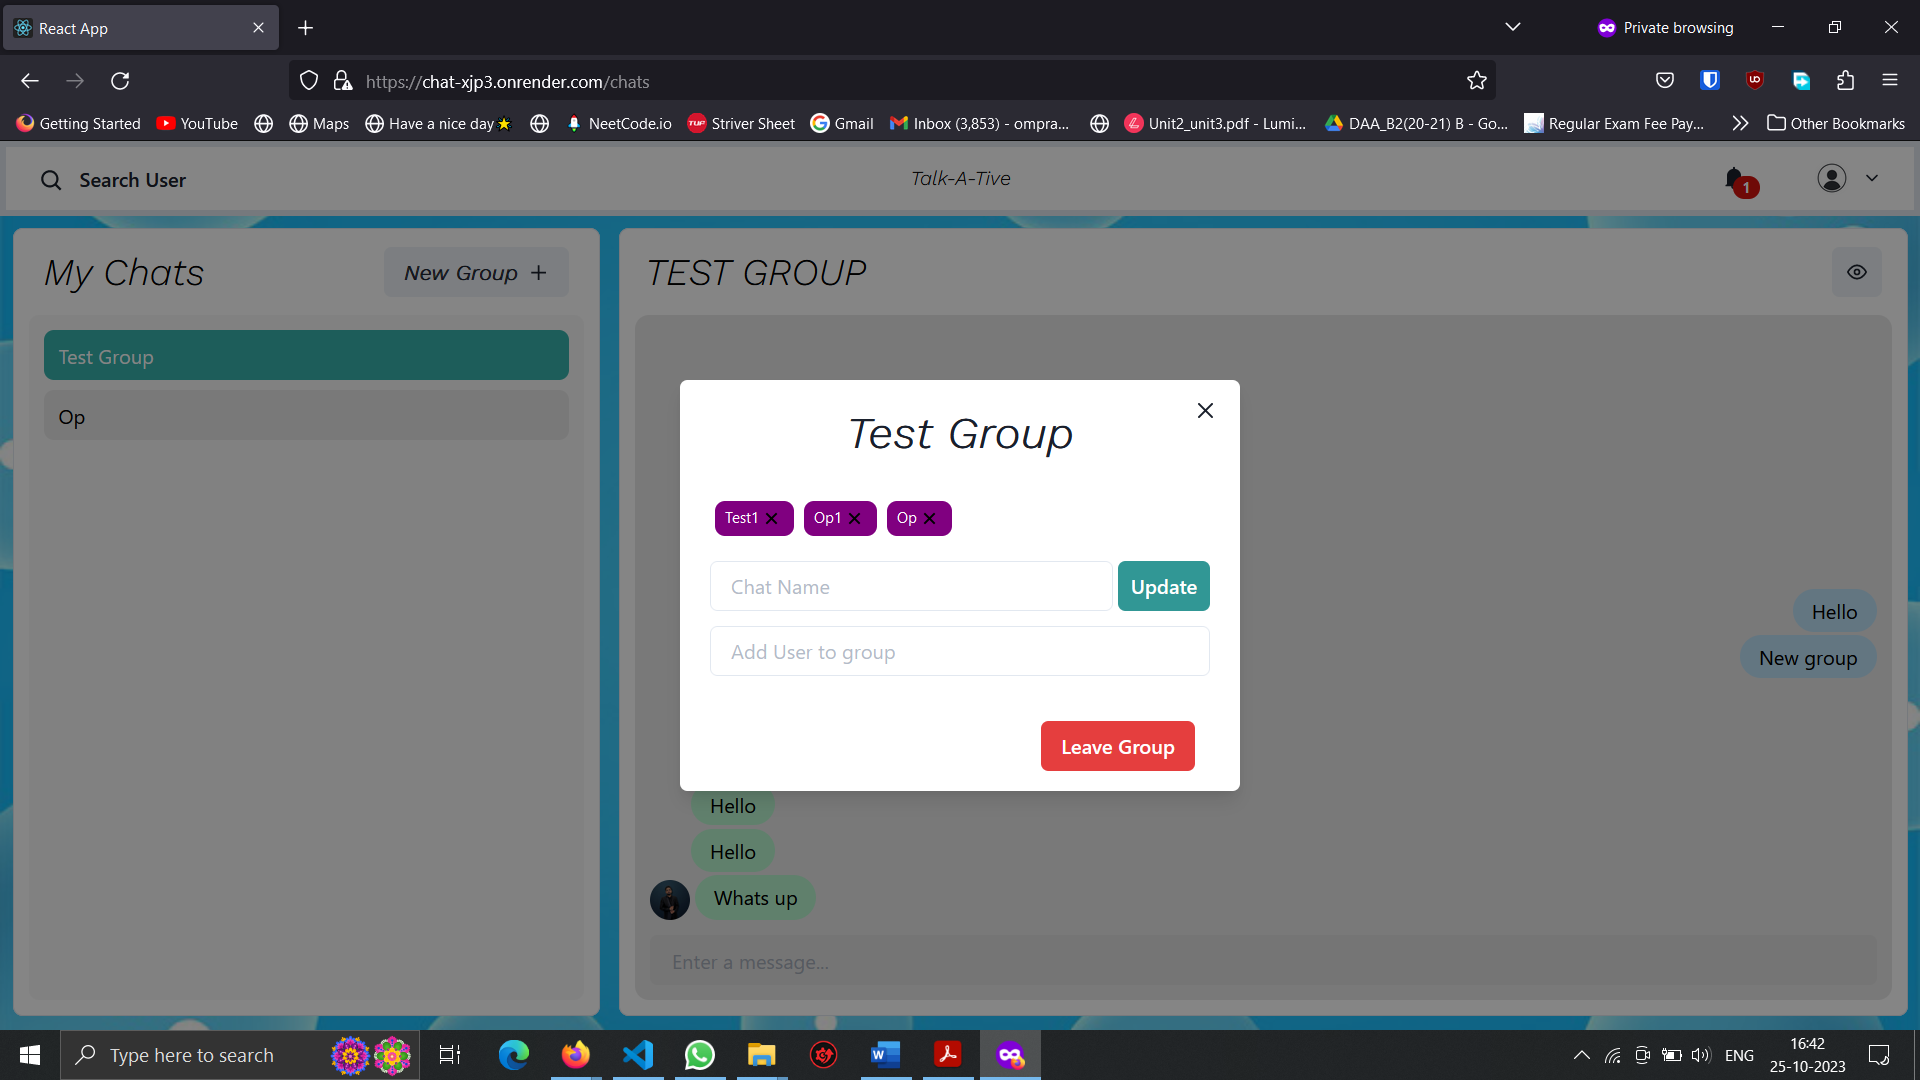 React App
Private browsing
https://chat-xjp3.onrender.com/chats
Getting Started YouTube Maps Have a nice day NeetCode.io Striver Sheet Gmail Inbox (3,853) - ompra... Unit2_unit3.pdf - Lumi... DAA_B2(20-21) B - Go... Regular Exam Fee Pay... Other Bookmarks
Search User
Talk-A-Tive
1
My Chats
New Group +
TEST GROUP
Test Group
Op
Test Group
Test1 Op1 Op
Chat Name
Update
Add User to group
Leave Group
Hello
New group
Hello
Hello
Whats up
Enter a message...
Type here to search
ENG
16:42
25-10-2023